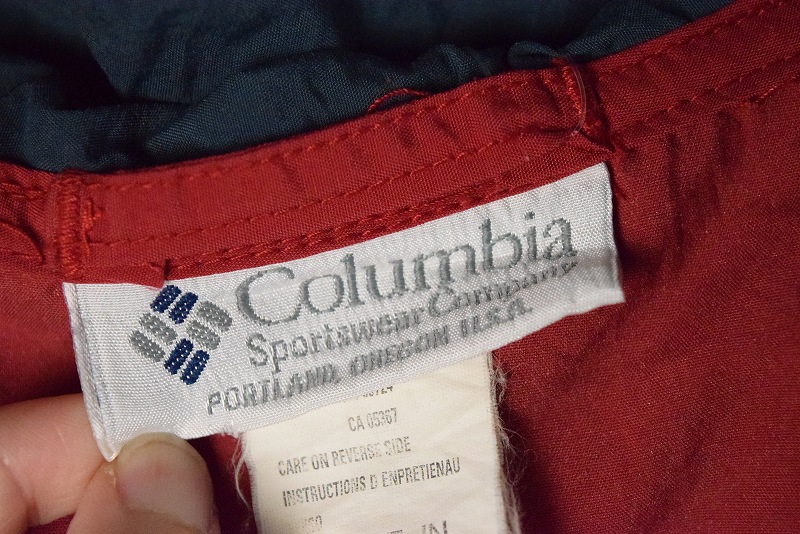 Columbia
Sportswear Company
PORTLAND, OREGON U.S.A.
CA 05367
CARE ON REVERSE SIDE
INSTRUCTIONS D ENPRETIENAU